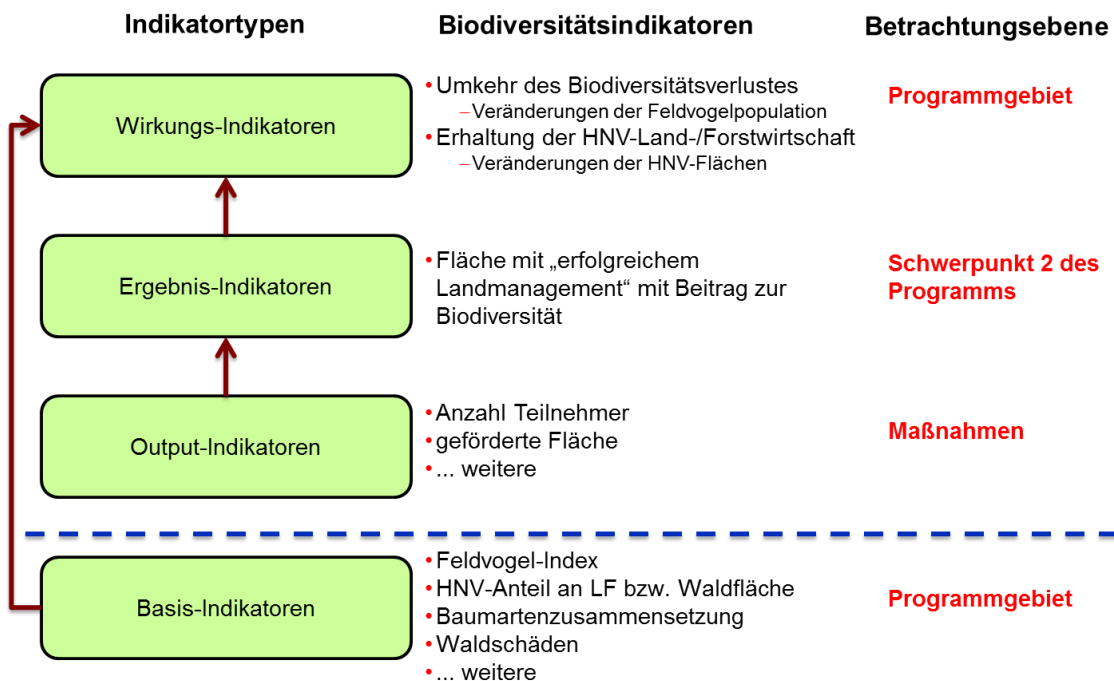 Indikatortypen
Biodiversitätsindikatoren
Betrachtungsebene
Wirkungs-Indikatoren
• Umkehr des Biodiversitätsverlustes
–Veränderungen der Feldvogelpopulation
• Erhaltung der HNV-Land-/Forstwirtschaft
–Veränderungen der HNV-Flächen
Programmgebiet
Ergebnis-Indikatoren
• Fläche mit „erfolgreichem
Landmanagement“ mit Beitrag zur
Biodiversität
Schwerpunkt 2 des
Programms
Output-Indikatoren
• Anzahl Teilnehmer
• geförderte Fläche
• ... weitere
Maßnahmen
Basis-Indikatoren
• Feldvogel-Index
• HNV-Anteil an LF bzw. Waldfläche
• Baumartenzusammensetzung
• Waldschäden
• ... weitere
Programmgebiet